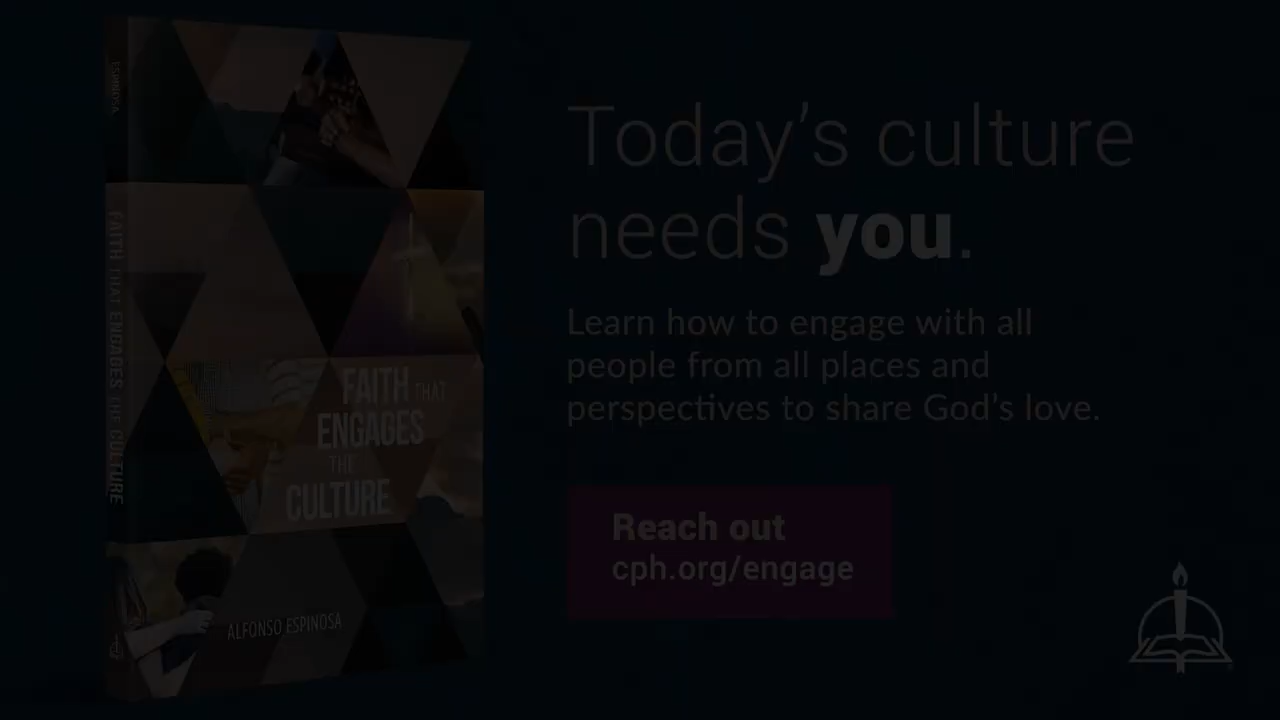 ESPINOSA
FAITH THAT ENGAGES THE CULTURE
FAITH THAT
ENGAGES
THE
CULTURE
ALFONSO ESPINOSA
Today’s culture
needs you.
Learn how to engage with all
people from all places and
perspectives to share God’s love.
Reach out
cph.org/engage